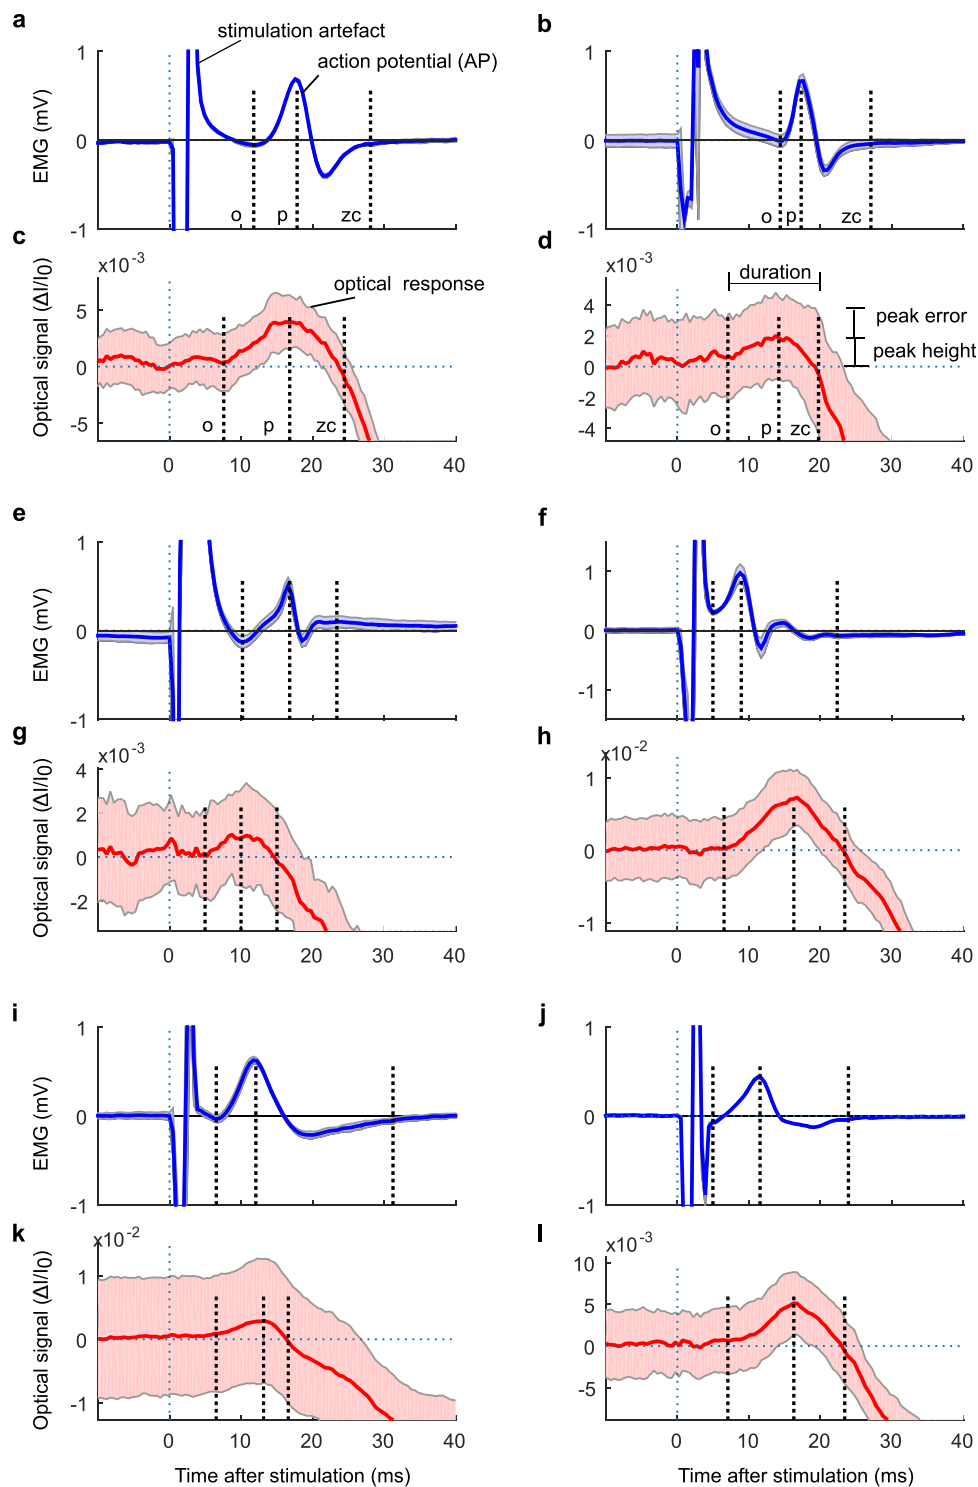 a
stimulation artefact
action potential (AP)
1
0
-1
EMG (mV)
o
p
zc
b
1
0
-1
o
p
zc
c
x10⁻³
optical response
5
0
-5
Optical signal (ΔI/I₀)
o
p
zc
0
10
20
30
40
d
x10⁻³
duration
peak error
peak height
4
2
0
-2
-4
o
p
zc
0
10
20
30
40
e
1
0
-1
EMG (mV)
f
1
0
-1
g
x10⁻³
4
2
0
-2
Optical signal (ΔI/I₀)
0
10
20
30
40
h
x10⁻²
1
0
-1
0
10
20
30
40
i
1
0
-1
EMG (mV)
j
1
0
-1
k
x10⁻²
1
0
-1
Optical signal (ΔI/I₀)
0
10
20
30
40
Time after stimulation (ms)
l
x10⁻³
10
5
0
-5
0
10
20
30
40
Time after stimulation (ms)